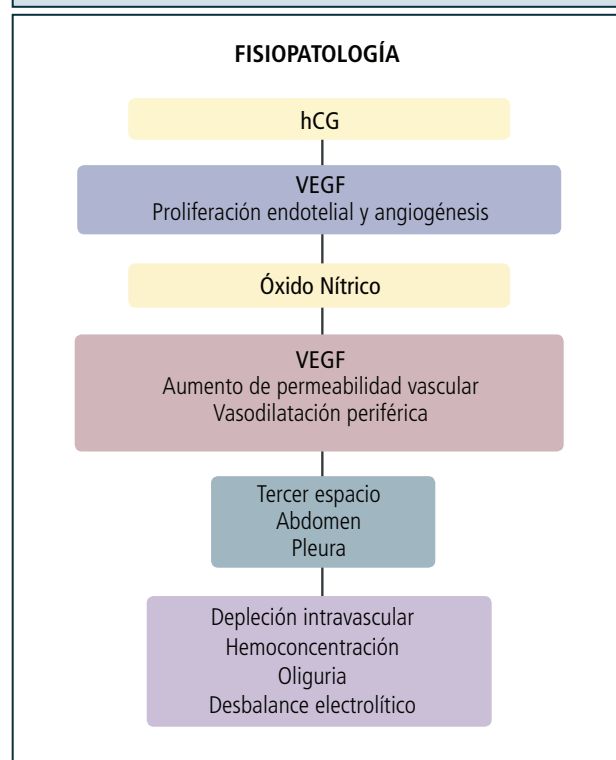 FISIOPATOLOGÍA
hCG
VEGF
Proliferación endotelial y angiogénesis
Óxido Nítrico
VEGF
Aumento de permeabilidad vascular
Vasodilatación periférica
Tercer espacio
Abdomen
Pleura
Depleción intravascular
Hemoconcentración
Oliguria
Desbalance electrolítico